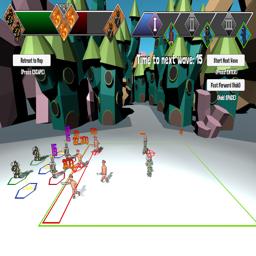 Time to next wave: 15
Retreat to Map
(Press ESCAPE)
Start Next Wave
(Press ENTER)
Fast Forward (Hold)
(Hold SPACE)